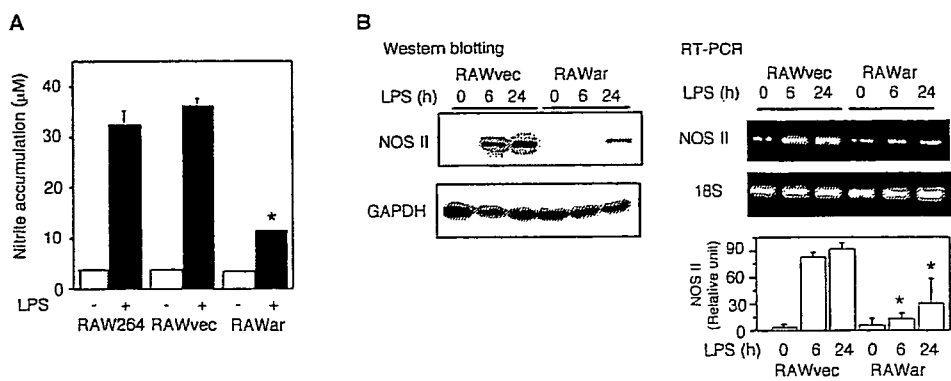 A
Nitrite accumulation (μM)
40
30
20
10
0
*
LPS - + - + - +
RAW264 RAWvec RAWar
B
Western blotting
RAWvec RAWar
LPS (h) 0 6 24 0 6 24
NOS II
GAPDH
RT-PCR
RAWvec RAWar
LPS (h) 0 6 24 0 6 24
NOS II
18S
NOS II
(Relative unit)
90
60
30
0
* *
LPS (h) 0 6 24 0 6 24
RAWvec RAWar